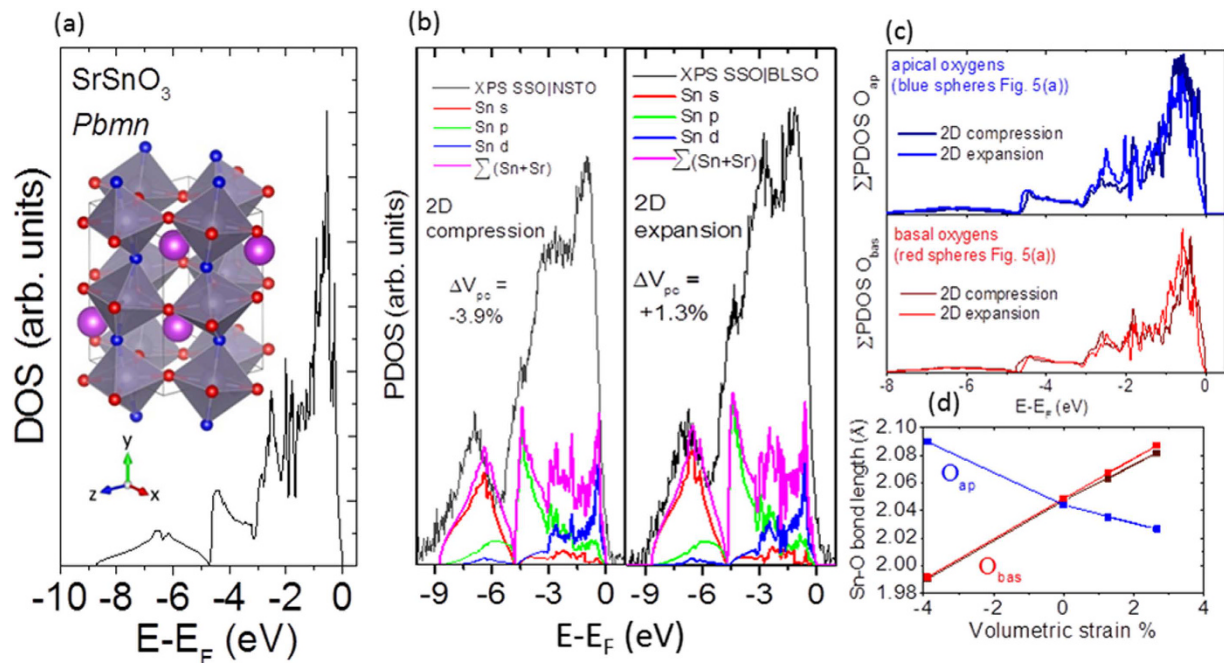 (a)
SrSnO3
Pbmn
DOS (arb. units)
y
z
x
-10 -8 -6 -4 -2 0
E-EF (eV)
(b)
XPS SSO|NSTO
Sn s
Sn p
Sn d
∑(Sn+Sr)
2D
compression
ΔVpc =
-3.9%
PDOS (arb. units)
-9 -6 -3 0
XPS SSO|BLSO
Sn s
Sn p
Sn d
∑(Sn+Sr)
2D
expansion
ΔVpc =
+1.3%
-9 -6 -3 0
E-EF (eV)
(c)
apical oxygens
(blue spheres Fig. 5(a))
2D compression
2D expansion
∑PDOS Oap
basal oxygens
(red spheres Fig. 5(a))
2D compression
2D expansion
∑PDOS Obas
-8 -6 -4 -2 0
E-EF (eV)
(d)
Sn-O bond length (Å)
2.10
2.08
2.06
2.04
2.02
2.00
1.98
Oap
Obas
-4 -2 0 2 4
Volumetric strain %